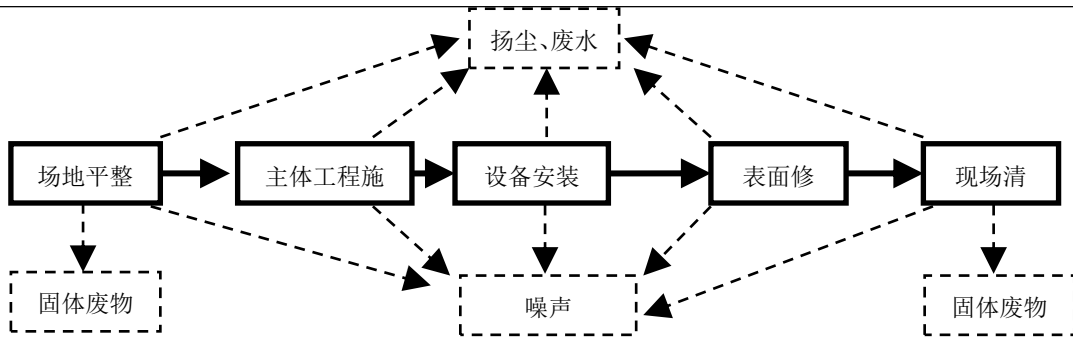 扬尘、废水
场地平整
主体工程施
设备安装
表面修
现场清
固体废物
噪声
固体废物